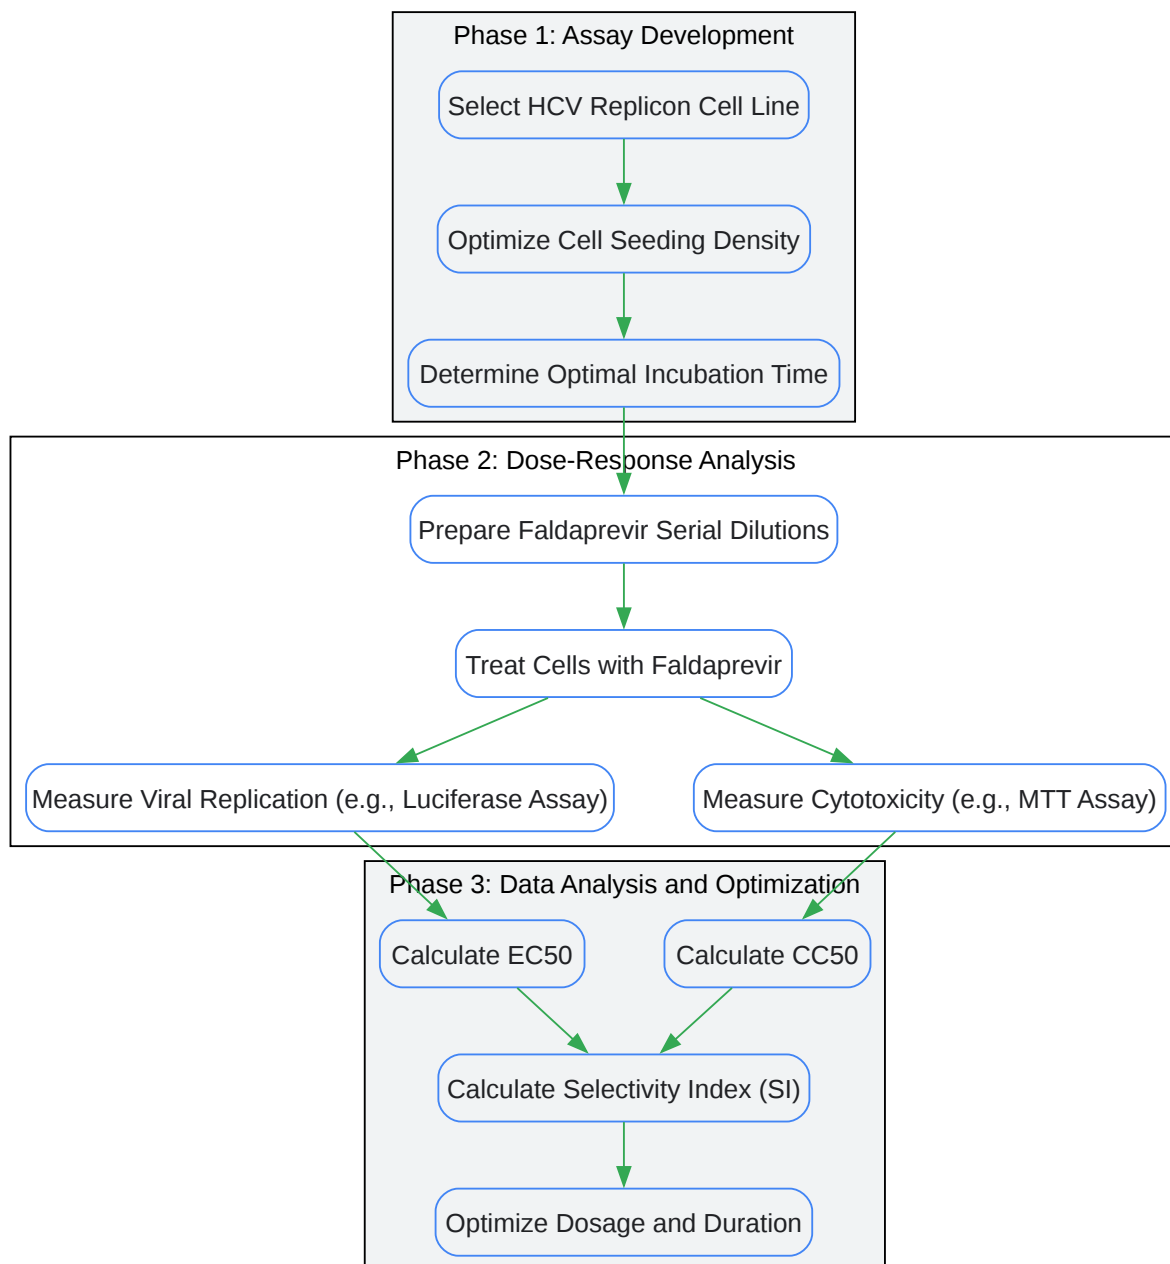 Phase 1: Assay Development
Select HCV Replicon Cell Line
Optimize Cell Seeding Density
Determine Optimal Incubation Time
Phase 2: Dose-Response Analysis
Prepare Faldaprevir Serial Dilutions
Treat Cells with Faldaprevir
Measure Viral Replication (e.g., Luciferase Assay)
Measure Cytotoxicity (e.g., MTT Assay)
Phase 3: Data Analysis and Optimization
Calculate EC50
Calculate CC50
Calculate Selectivity Index (SI)
Optimize Dosage and Duration